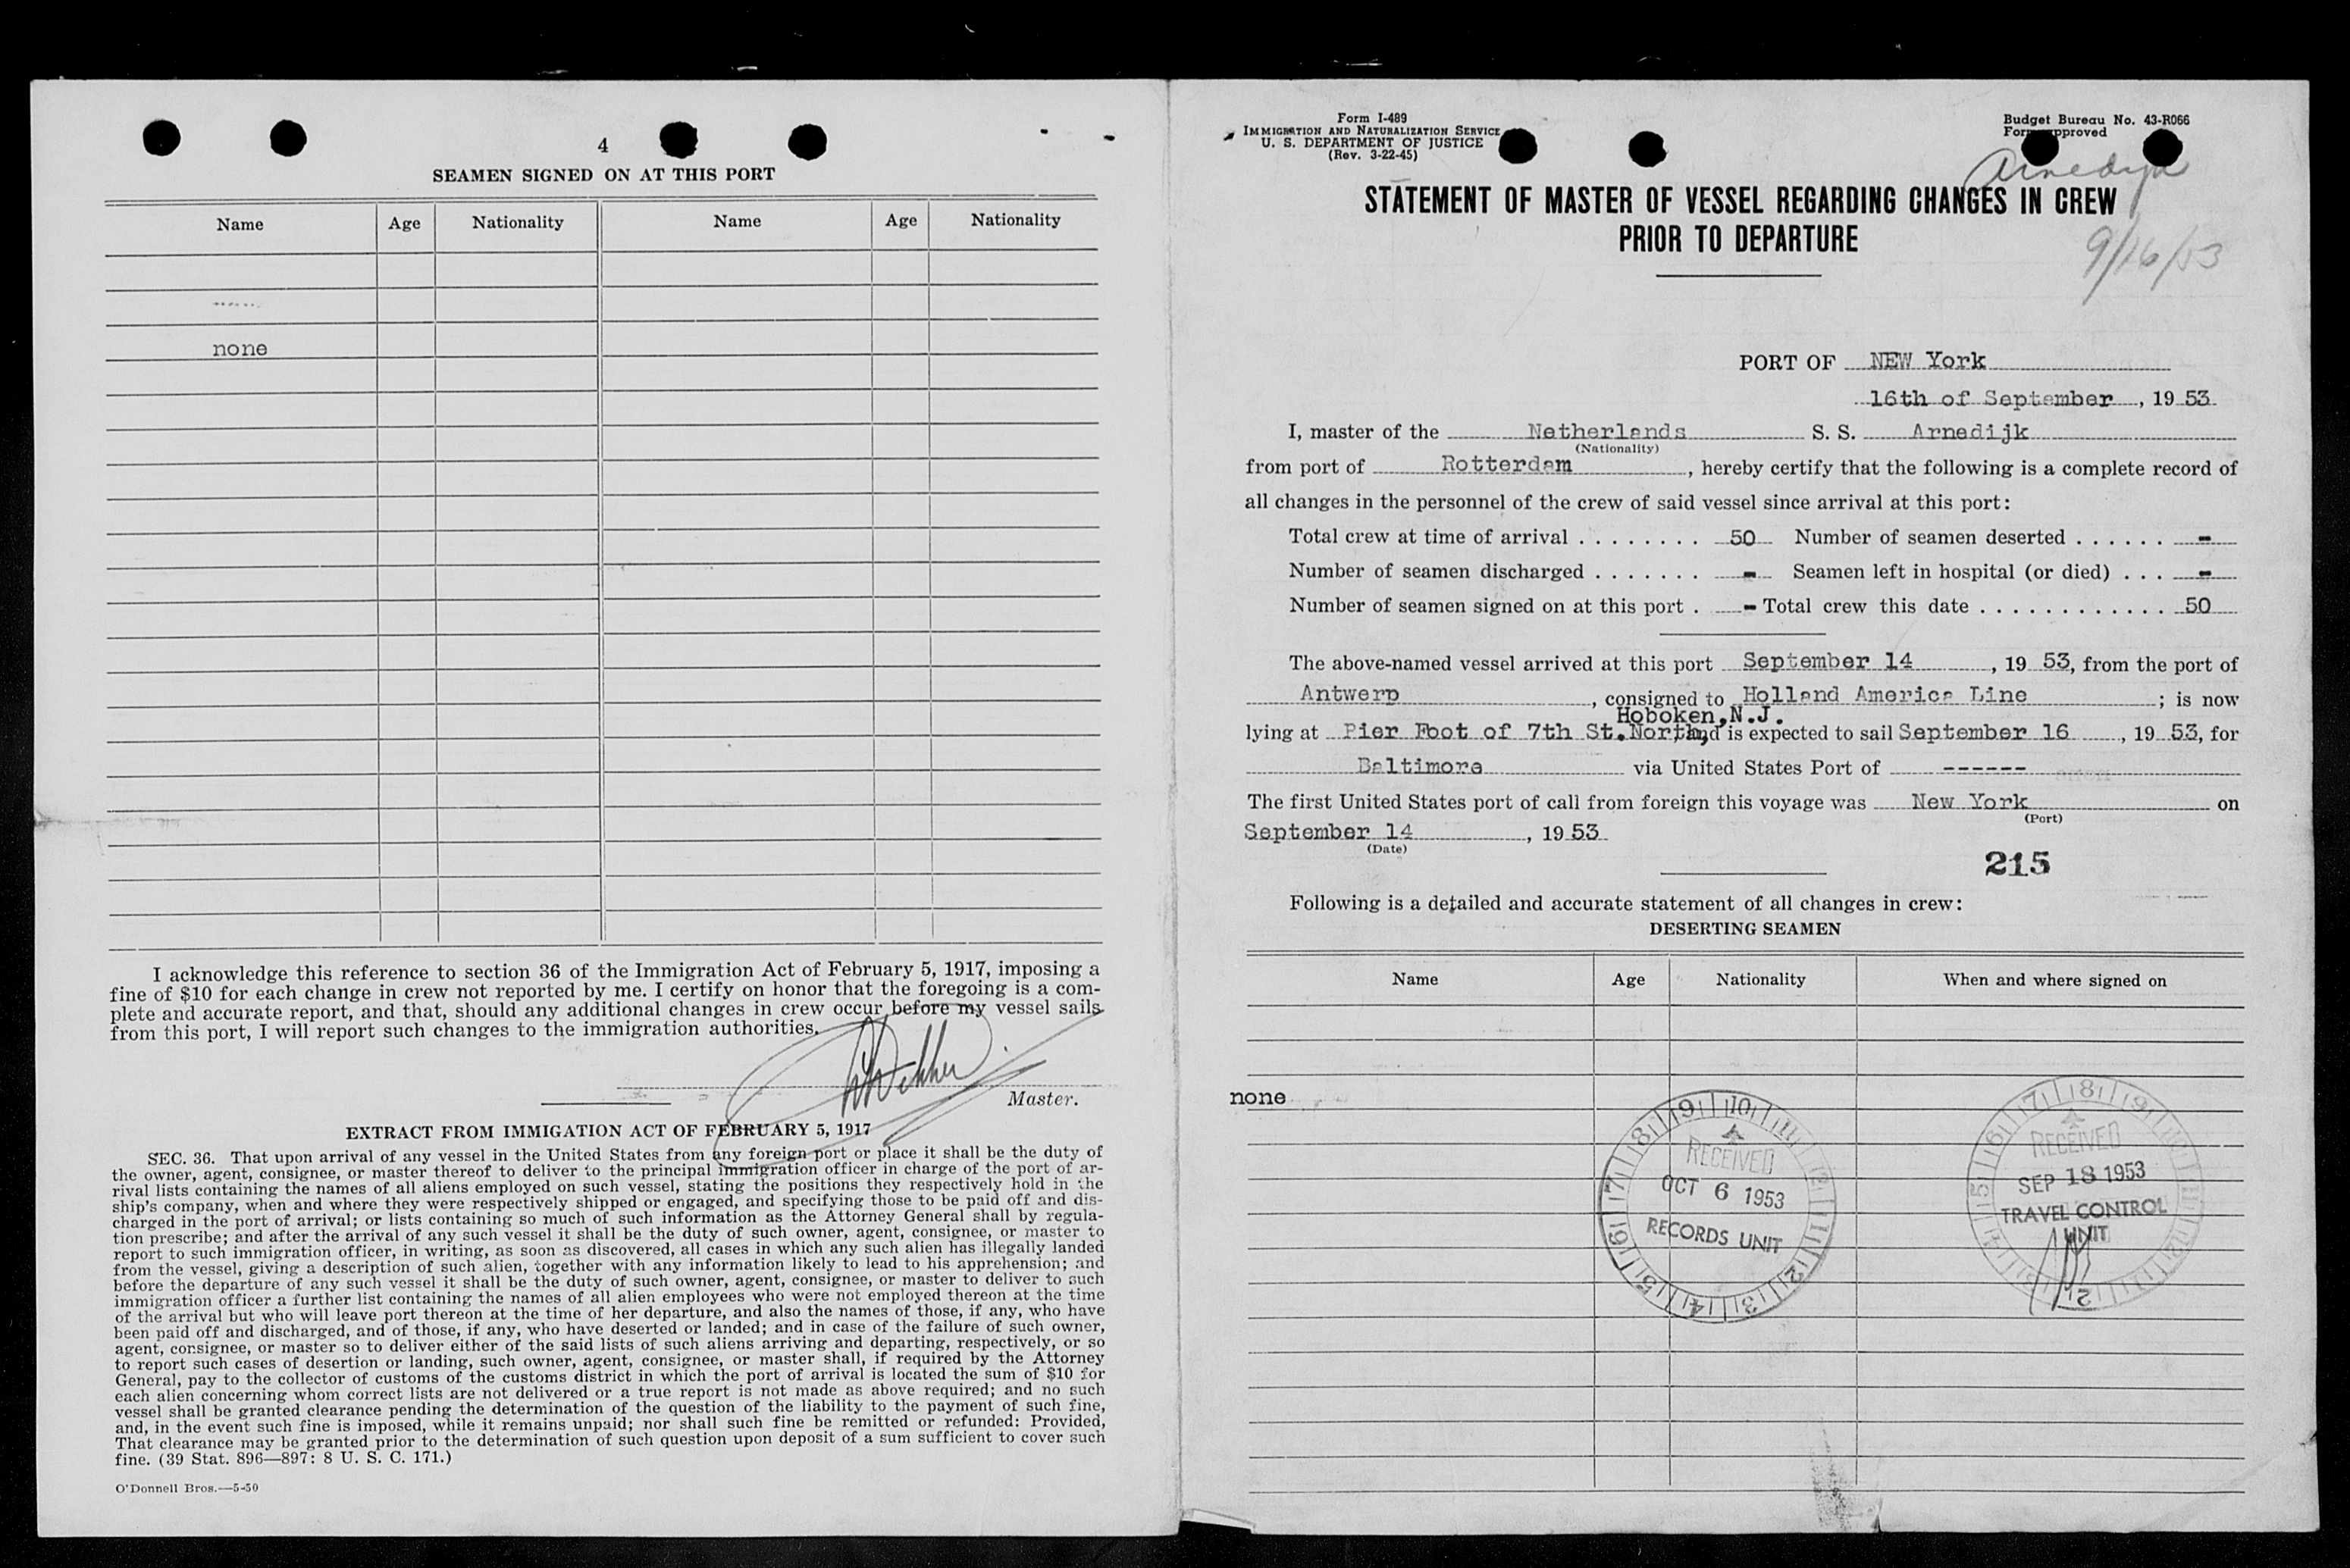 4
SEAMEN SIGNED ON AT THIS PORT
Name Age Nationality Name Age Nationality
none
I acknowledge this reference to section 36 of the Immigration Act of February 5, 1917, imposing a
fine of $10 for each change in crew not reported by me. I certify on honor that the foregoing is a com-
plete and accurate report, and that, should any additional changes in crew occur before my vessel sails
from this port, I will report such changes to the immigration authorities.
Master.
EXTRACT FROM IMMIGATION ACT OF FEBRUARY 5, 1917
SEC. 36. That upon arrival of any vessel in the United States from any foreign port or place it shall be the duty of
the owner, agent, consignee, or master thereof to deliver to the principal immigration officer in charge of the port of ar-
rival lists containing the names of all aliens employed on such vessel, stating the positions they respectively hold in the
ship's company, when and where they were respectively shipped or engaged, and specifying those to be paid off and dis-
charged in the port of arrival; or lists containing so much of such information as the Attorney General shall by regula-
tion prescribe; and after the arrival of any such vessel it shall be the duty of such owner, agent, consignee, or master to
report to such immigration officer, in writing, as soon as discovered, all cases in which any such alien has illegally landed
from the vessel, giving a description of such alien, together with any information likely to lead to his apprehension; and
before the departure of any such vessel it shall be the duty of such owner, agent, consignee, or master to deliver to such
immigration officer a further list containing the names of all alien employees who were not employed thereon at the time
of the arrival but who will leave port thereon at the time of her departure, and also the names of those, if any, who have
been paid off and discharged, and of those, if any, who have deserted or landed; and in case of the failure of such owner,
agent, consignee, or master so to deliver either of the said lists of such aliens arriving and departing, respectively, or so
to report such cases of desertion or landing, such owner, agent, consignee, or master shall, if required by the Attorney
General, pay to the collector of customs of the customs district in which the port of arrival is located the sum of $10 for
each alien concerning whom correct lists are not delivered or a true report is not made as above required; and no such
vessel shall be granted clearance pending the determination of the question of the liability to the payment of such fine,
and, in the event such fine is imposed, while it remains unpaid; nor shall such fine be remitted or refunded: Provided,
That clearance may be granted prior to the determination of such question upon deposit of a sum sufficient to cover such
fine. (39 Stat. 896—897: 8 U. S. C. 171.)
O'Donnell Bros.—5-50
Form I-489
IMMIGRATION AND NATURALIZATION SERVICE
U. S. DEPARTMENT OF JUSTICE
(Rev. 3-22-45)
Budget Bureau No. 43-R066
Form approved
Arnedijk
9/16/53
STATEMENT OF MASTER OF VESSEL REGARDING CHANGES IN CREW
PRIOR TO DEPARTURE
PORT OF NEW York
16th of September, 19 53
I, master of the Netherlands S. S. Arnedijk
(Nationality)
from port of Rotterdam, hereby certify that the following is a complete record of
all changes in the personnel of the crew of said vessel since arrival at this port:
Total crew at time of arrival . . . . . . . . 50 Number of seamen deserted . . . . . . -
Number of seamen discharged . . . . . . . - Seamen left in hospital (or died) . . . -
Number of seamen signed on at this port . - Total crew this date . . . . . . . . . . . . . 50
The above-named vessel arrived at this port September 14, 19 53, from the port of
Antwerp, consigned to Holland America Line; is now
Hoboken, N.J.
lying at Pier Foot of 7th St. North, and is expected to sail September 16, 19 53, for
Baltimore via United States Port of ------
The first United States port of call from foreign this voyage was New York on
(Port)
September 14, 19 53
(Date)
215
Following is a detailed and accurate statement of all changes in crew:
DESERTING SEAMEN
Name Age Nationality When and where signed on
none
RECEIVED
OCT 6 1953
RECORDS UNIT
RECEIVED
SEP 18 1953
TRAVEL CONTROL
UNIT